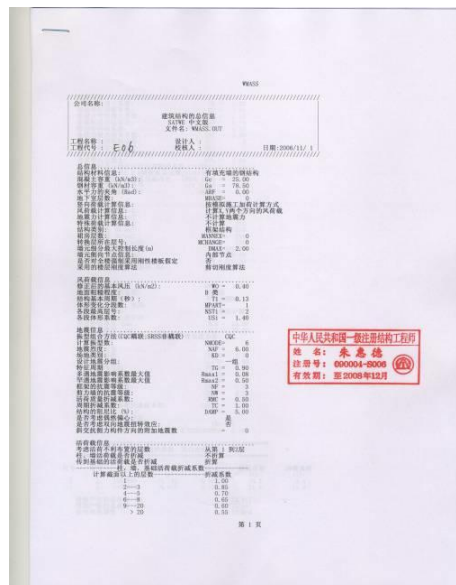 WMASS
公司名称:
建筑结构的总信息
SATWE 中文版
文件名: WMASS.OUT
工程名称 : 设计人 :
工程代号 : E06 校核人 : 日期:2006/11/ 1
总信息
结构材料信息: 有填充墙的钢结构
混凝土容重 (kN/m3): Gc = 25.00
钢材容重 (kN/m3): Gs = 78.50
水平力的夹角 (Rad): ARF = 0.00
地下室层数: MBASE= 0
竖向荷载计算信息: 按模拟施工加荷计算方式
风荷载计算信息: 计算X,Y两个方向的风荷载
地震力计算信息: 不计算地震力
特殊荷载计算信息: 不计算
结构类别: 框架结构
裙房层数: MANNEX= 0
转换层所在层号: MCHANGE= 0
墙元细分最大控制长度(m) DMAX= 2.00
墙元侧向节点信息: 内部节点
是否对全楼强制采用刚性楼板假定 否
采用的楼层刚度算法 剪切刚度算法
风荷载信息
修正后的基本风压 (kN/m2): WO = 0.40
地面粗糙程度: B 类
结构基本周期（秒）: T1 = 0.13
体形变化分段数: MPART= 1
各段最高层号: NSTi = 2
各段体形系数: USi = 1.40
地震信息
振型组合方法(CQC耦联;SRSS非耦联) CQC
计算振型数: NMODE= 6
地震烈度: NAF = 6.00
场地类别: KD = 0
设计地震分组: 一组
特征周期 TG = 0.90
多遇地震影响系数最大值 Rmax1 = 0.08
罕遇地震影响系数最大值 Rmax2 = 0.50
框架的抗震等级: NF = 3
剪力墙的抗震等级: NW = 3
活荷质量折减系数: RMC = 0.50
周期折减系数: TC = 1.00
结构的阻尼比 (%): DAMP = 5.00
是否考虑偶然偏心: 是
是否考虑双向地震扭转效应: 否
斜交抗侧力构件方向的附加地震数 = 0
中华人民共和国一级注册结构工程师
姓 名: 朱惠德
注册号: 600004-S006
有效期: 至2008年12月
活荷载信息
考虑活荷不利布置的层数 从第 1 到2层
柱、墙活荷载是否折减 不折算
传到基础的活荷载是否折减 折算
柱，墙，基础活荷载折减系数
计算截面以上的层数 折减系数
1 1.00
2---3 0.85
4---5 0.70
6---8 0.65
9---20 0.60
> 20 0.55
第 1 页